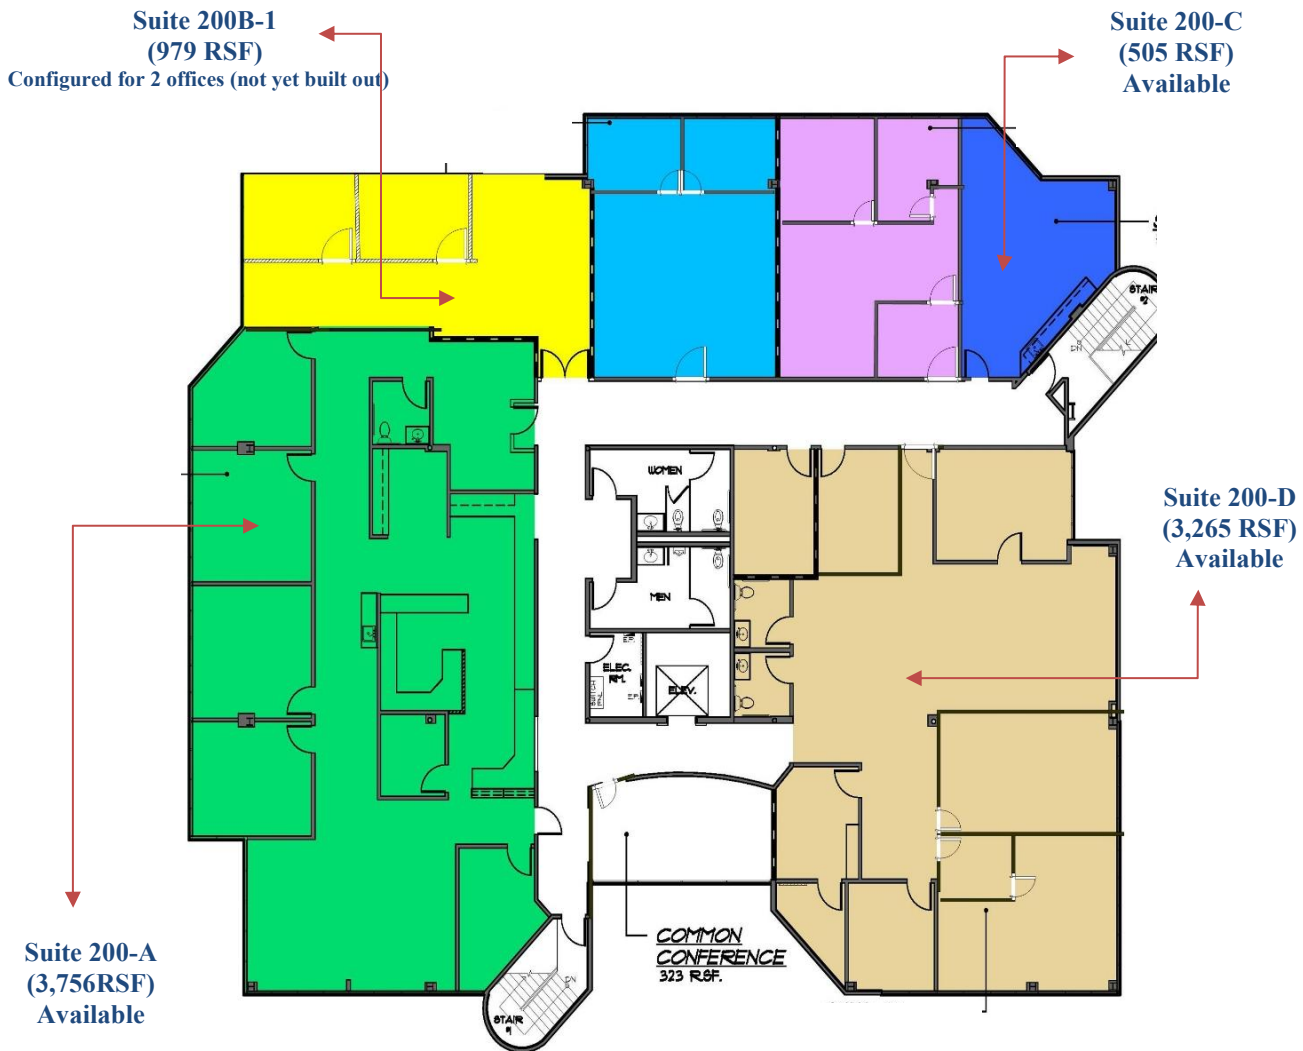 Suite 200B-1
(979 RSF)
Configured for 2 offices (not yet built out)
Suite 200-C
(505 RSF)
Available
STAIR
#2
WOMEN
MEN
ELEC.
RM.
ELEV.
Suite 200-D
(3,265 RSF)
Available
COMMON
CONFERENCE
323 RSF.
Suite 200-A
(3,756RSF)
Available
STAIR
#1